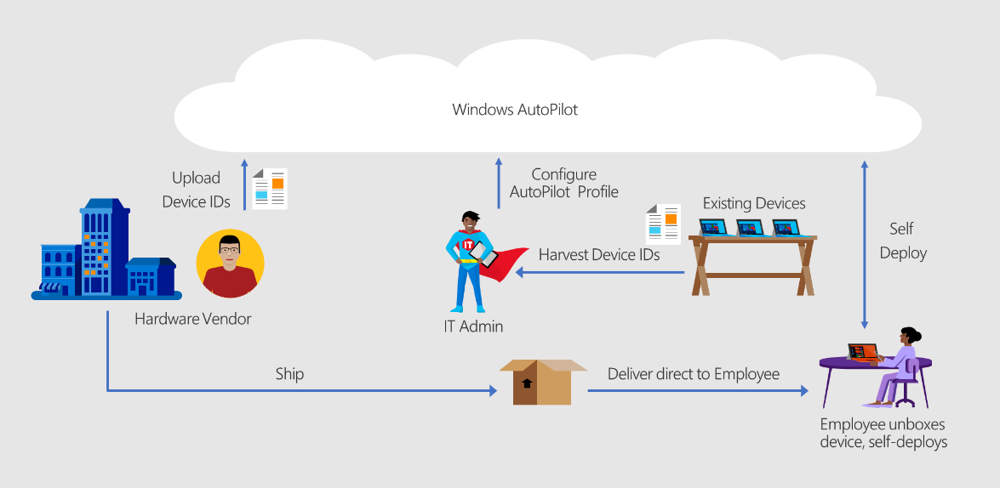 Windows AutoPilot
Upload
Device IDs
Configure
AutoPilot Profile
Existing Devices
Self
Deploy
IT
Harvest Device IDs
Hardware Vendor
IT Admin
Ship
Deliver direct to Employee
Employee unboxes
device, self-deploys